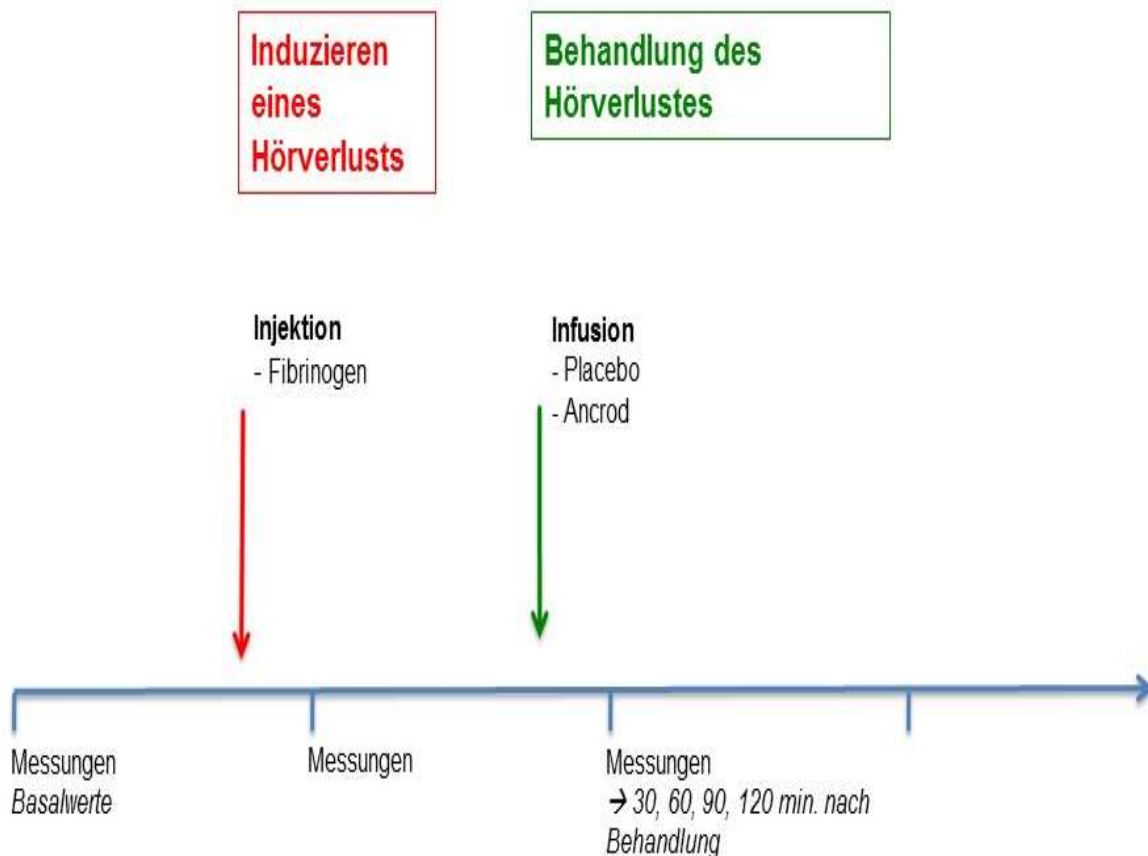 Induzieren
eines
Hörverlusts
Behandlung des
Hörverlustes
Injektion
- Fibrinogen
Infusion
- Placebo
- Ancrod
Messungen
Basalwerte
Messungen
Messungen
→ 30, 60, 90, 120 min. nach
Behandlung